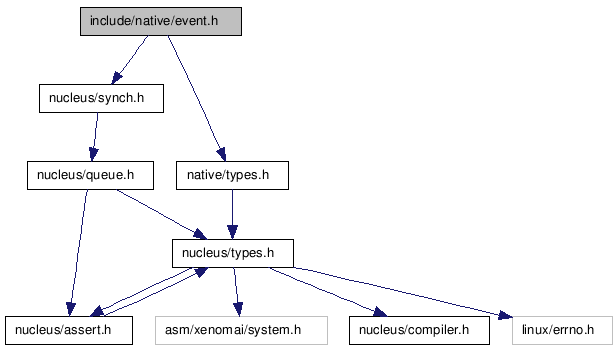 include/native/event.h
nucleus/synch.h
nucleus/queue.h
native/types.h
nucleus/types.h
nucleus/assert.h
asm/xenomai/system.h
nucleus/compiler.h
linux/errno.h